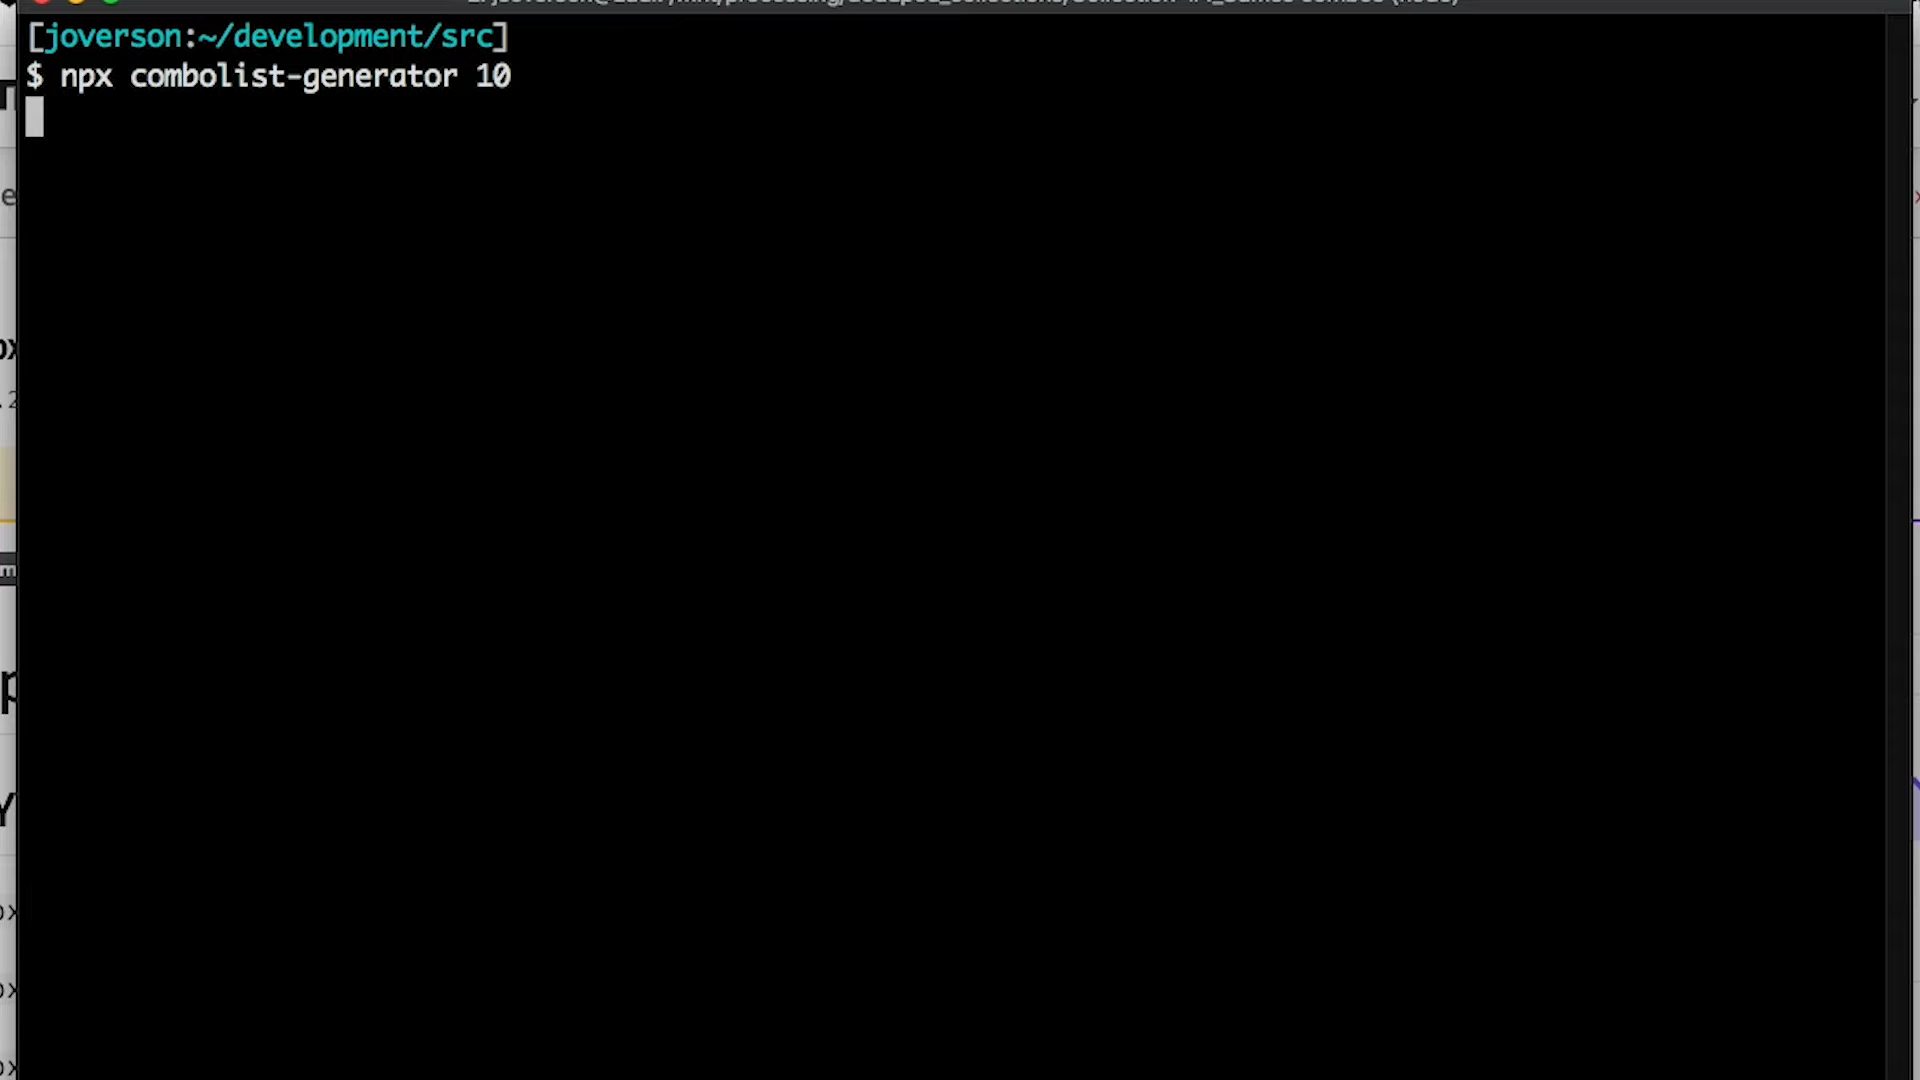 [joverson:~/development/src]
$ npx combolist-generator 10